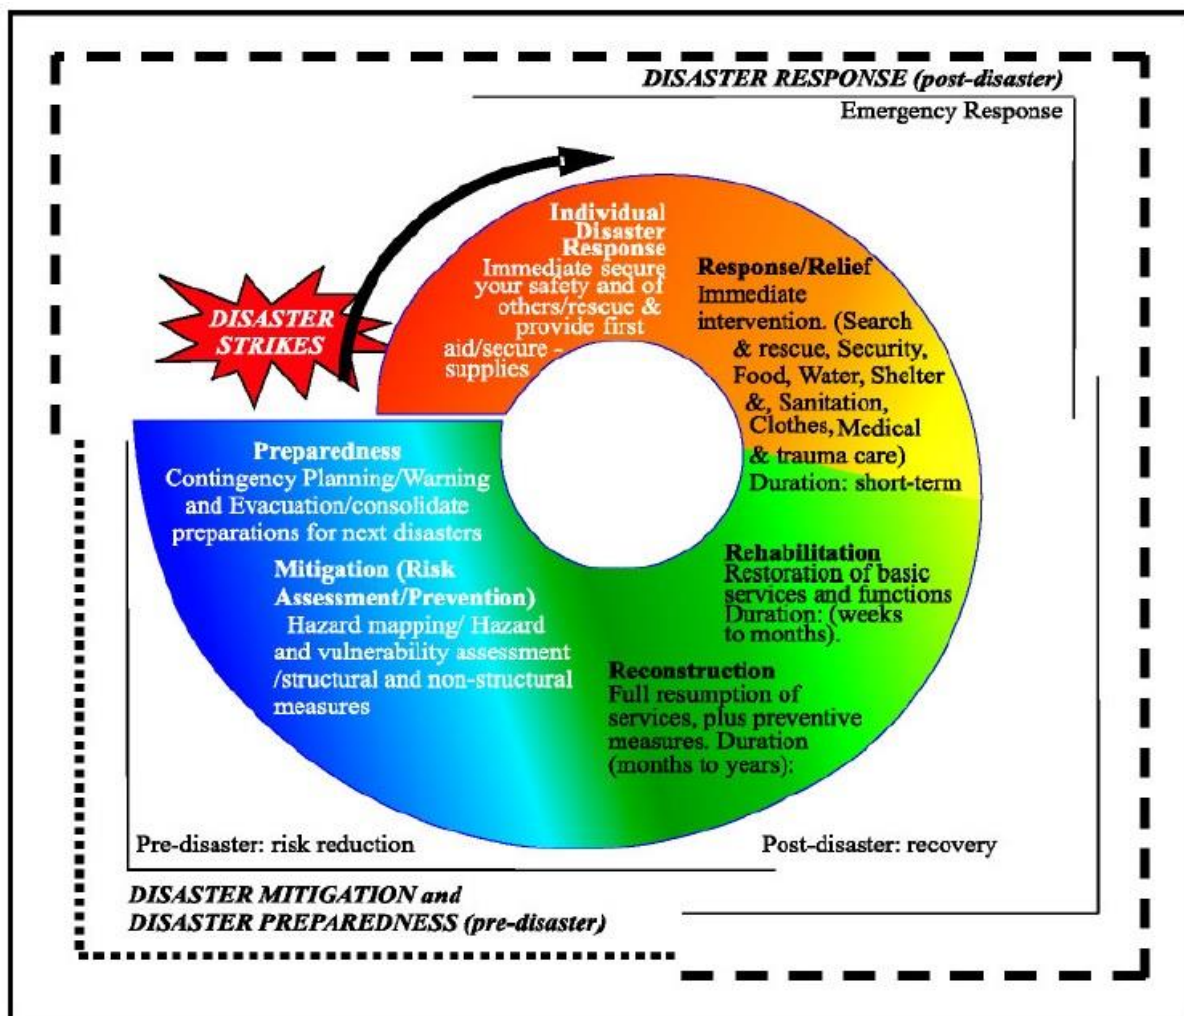 DISASTER RESPONSE (post-disaster)
Emergency Response
DISASTER
STRIKES
Individual
Disaster
Response
Immediate secure
your safety and of
others/rescue &
provide first
aid/secure -
supplies
Response/Relief
Immediate
intervention. (Search
& rescue, Security,
Food, Water, Shelter
&, Sanitation,
Clothes, Medical
& trauma care)
Duration: short-term
Rehabilitation
Restoration of basic
services and functions
Duration: (weeks
to months).
Reconstruction
Full resumption of
services, plus preventive
measures. Duration
(months to years):
Preparedness
Contingency Planning/Warning
and Evacuation/consolidate
preparations for next disasters
Mitigation (Risk
Assessment/Prevention)
Hazard mapping/ Hazard
and vulnerability assessment
/structural and non-structural
measures
Pre-disaster: risk reduction
Post-disaster: recovery
DISASTER MITIGATION and
DISASTER PREPAREDNESS (pre-disaster)